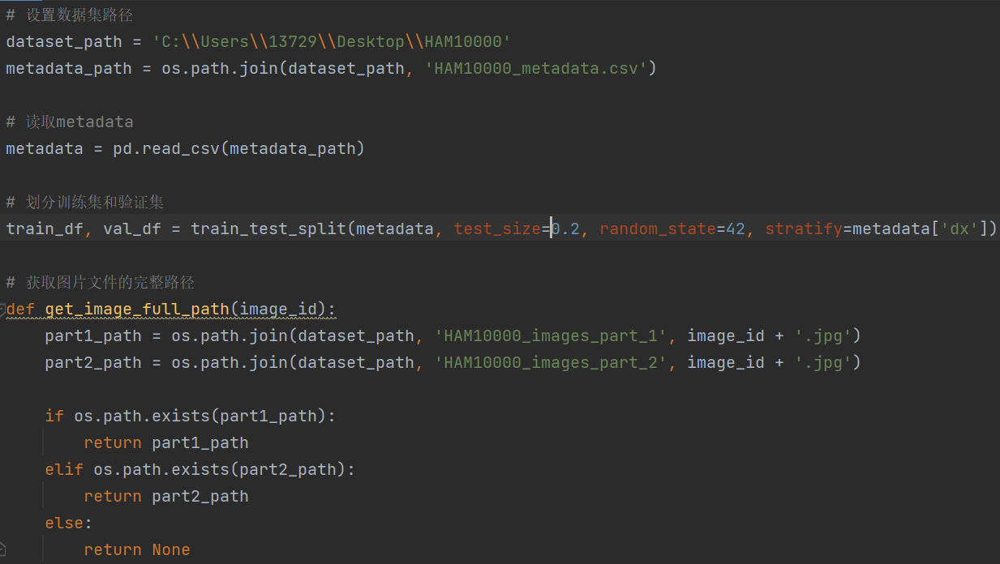 # 设置数据集路径
dataset_path = 'C:\\Users\\13729\\Desktop\\HAM10000'
metadata_path = os.path.join(dataset_path, 'HAM10000_metadata.csv')
# 读取metadata
metadata = pd.read_csv(metadata_path)
# 划分训练集和验证集
train_df, val_df = train_test_split(metadata, test_size=0.2, random_state=42, stratify=metadata['dx'])
# 获取图片文件的完整路径
def get_image_full_path(image_id):
    part1_path = os.path.join(dataset_path, 'HAM10000_images_part_1', image_id + '.jpg')
    part2_path = os.path.join(dataset_path, 'HAM10000_images_part_2', image_id + '.jpg')
    if os.path.exists(part1_path):
        return part1_path
    elif os.path.exists(part2_path):
        return part2_path
    else:
        return None